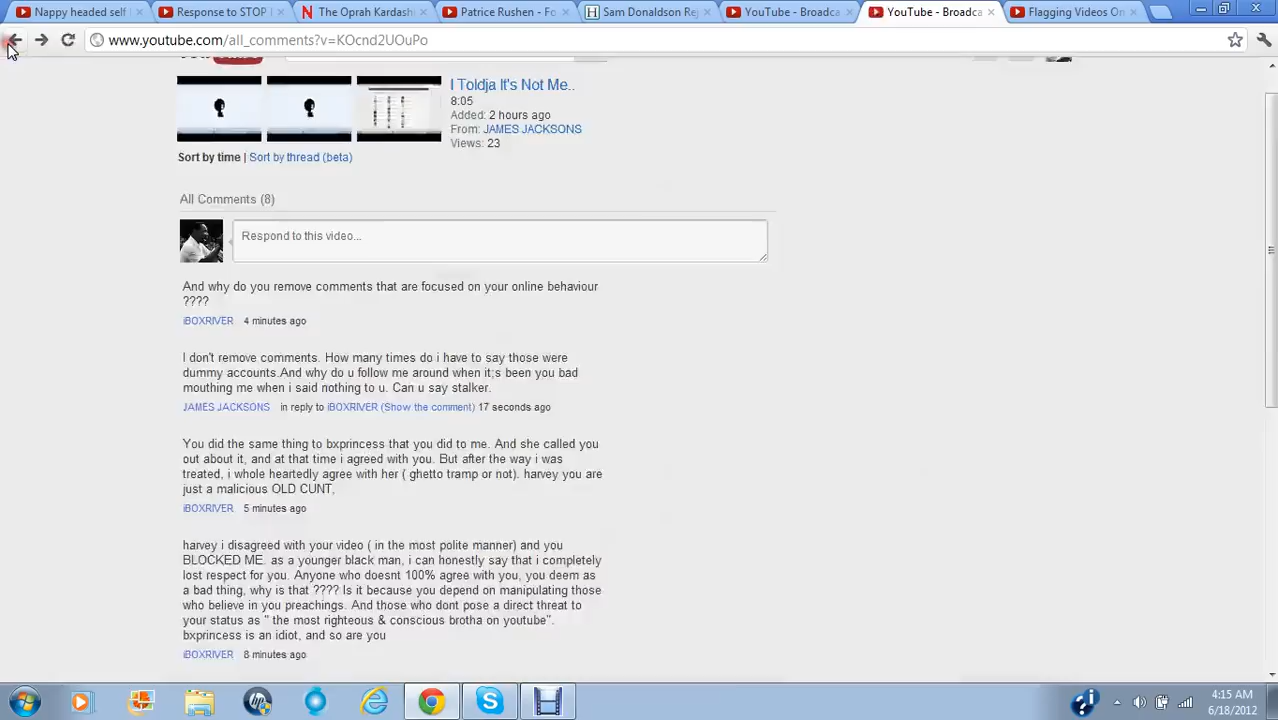 Nappy headed self h
Response to STOP I
The Oprah Kardashi
Patrice Rushen - Fo
Sam Donaldson Rep
YouTube - Broadca
YouTube - Broadca
Flagging Videos On
www.youtube.com/all_comments?v=KOcnd2UOuPo
I Toldja It's Not Me..
8:05
Added: 2 hours ago
From: JAMES JACKSONS
Views: 23
Sort by time | Sort by thread (beta)
All Comments (8)
Respond to this video...
And why do you remove comments that are focused on your online behaviour
????
iBOXRIVER 4 minutes ago
I don't remove comments. How many times do i have to say those were
dummy accounts.And why do u follow me around when it;s been you bad
mouthing me when i said nothing to u. Can u say stalker.
JAMES JACKSONS in reply to iBOXRIVER (Show the comment) 17 seconds ago
You did the same thing to bxprincess that you did to me. And she called you
out about it, and at that time i agreed with you. But after the way i was
treated, i whole heartedly agree with her ( ghetto tramp or not). harvey you are
just a malicious OLD CUNT,
iBOXRIVER 5 minutes ago
harvey i disagreed with your video ( in the most polite manner) and you
BLOCKED ME. as a younger black man, i can honestly say that i completely
lost respect for you. Anyone who doesnt 100% agree with you, you deem as
a bad thing, why is that ???? Is it because you depend on manipulating those
who believe in you preachings. And those who dont pose a direct threat to
your status as " the most righteous & conscious brotha on youtube".
bxprincess is an idiot, and so are you
iBOXRIVER 8 minutes ago
4:15 AM
6/18/2012